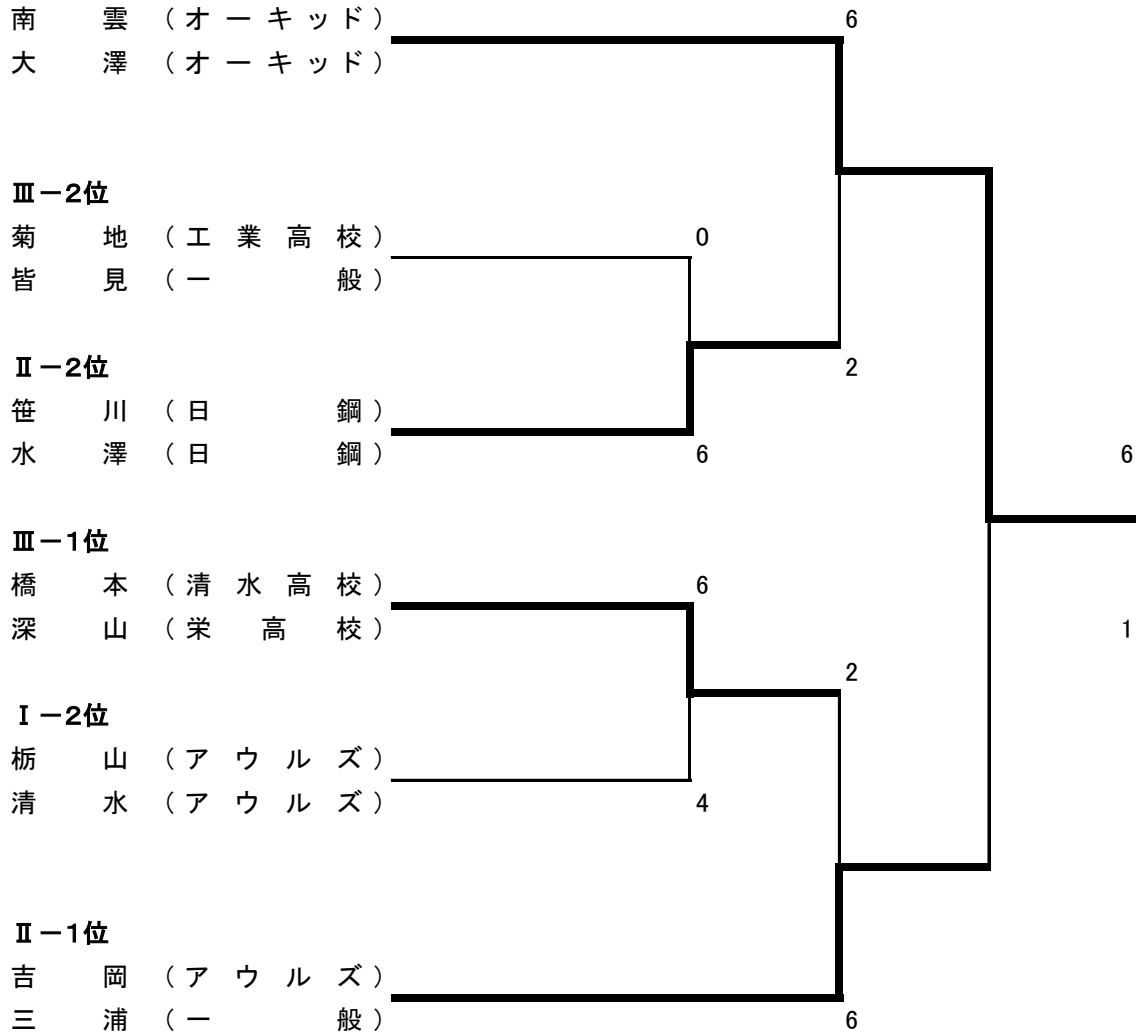 南　雲　（オーキッド）　6
大　澤　（オーキッド）
Ⅲ－2位
菊　地　（工業高校）　0
皆　見　（一　般）
Ⅱ－2位
2
笹　川　（日　鋼）
水　澤　（日　鋼）　6　6
Ⅲ－1位
橋　本　（清水高校）　6
深　山　（栄高校）　1
2
Ⅰ－2位
栃　山　（アウルズ）
清　水　（アウルズ）　4
Ⅱ－1位
吉　岡　（アウルズ）
三　浦　（一　般）　6